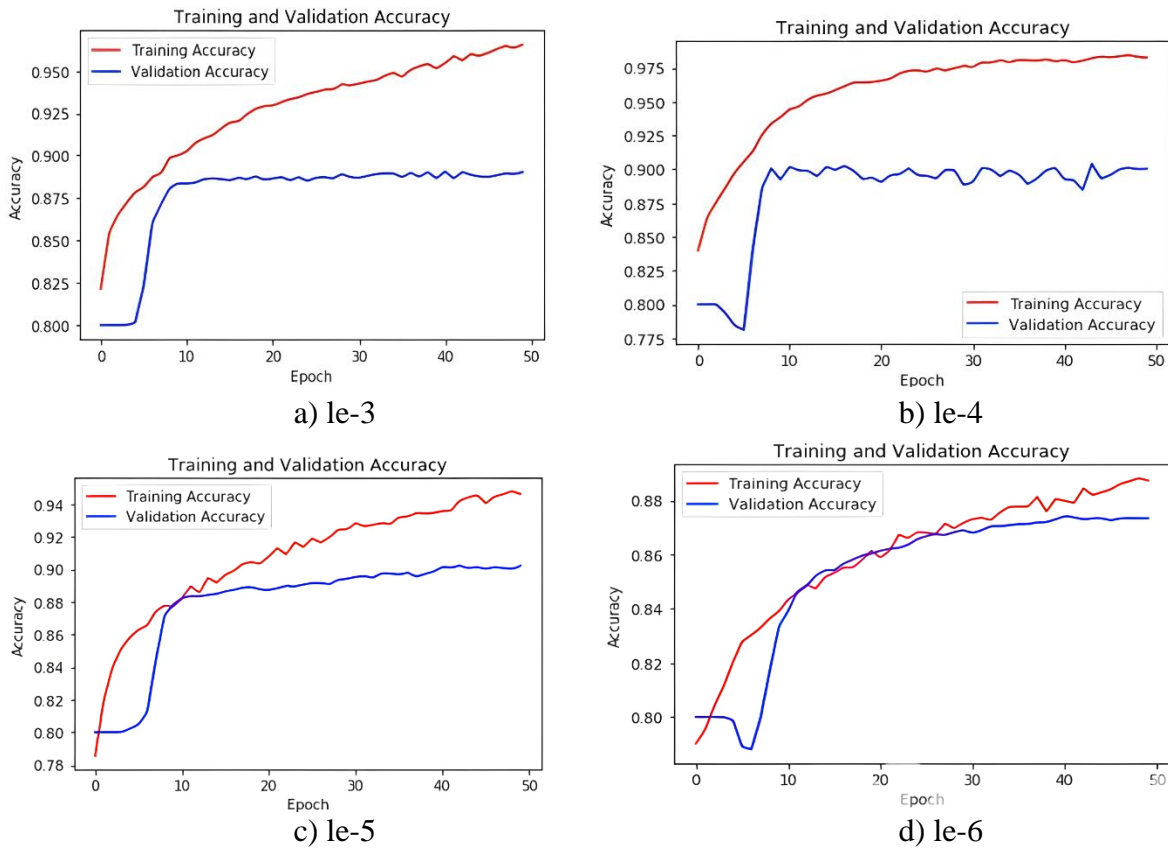 Training and Validation Accuracy
Training Accuracy
Validation Accuracy
0.950
0.925
0.900
0.875
0.850
0.825
0.800
Accuracy
0
10
20
30
40
50
Epoch
a) le-3
Training and Validation Accuracy
0.975
0.950
0.925
0.900
0.875
0.850
0.825
0.800
0.775
Accuracy
Training Accuracy
Validation Accuracy
0
10
20
30
40
50
Epoch
b) le-4
Training and Validation Accuracy
Training Accuracy
Validation Accuracy
0.94
0.92
0.90
0.88
0.86
0.84
0.82
0.80
0.78
Accuracy
0
10
20
30
40
50
Epoch
c) le-5
Training and Validation Accuracy
Training Accuracy
Validation Accuracy
0.88
0.86
0.84
0.82
0.80
Accuracy
0
10
20
30
40
50
Epoch
d) le-6